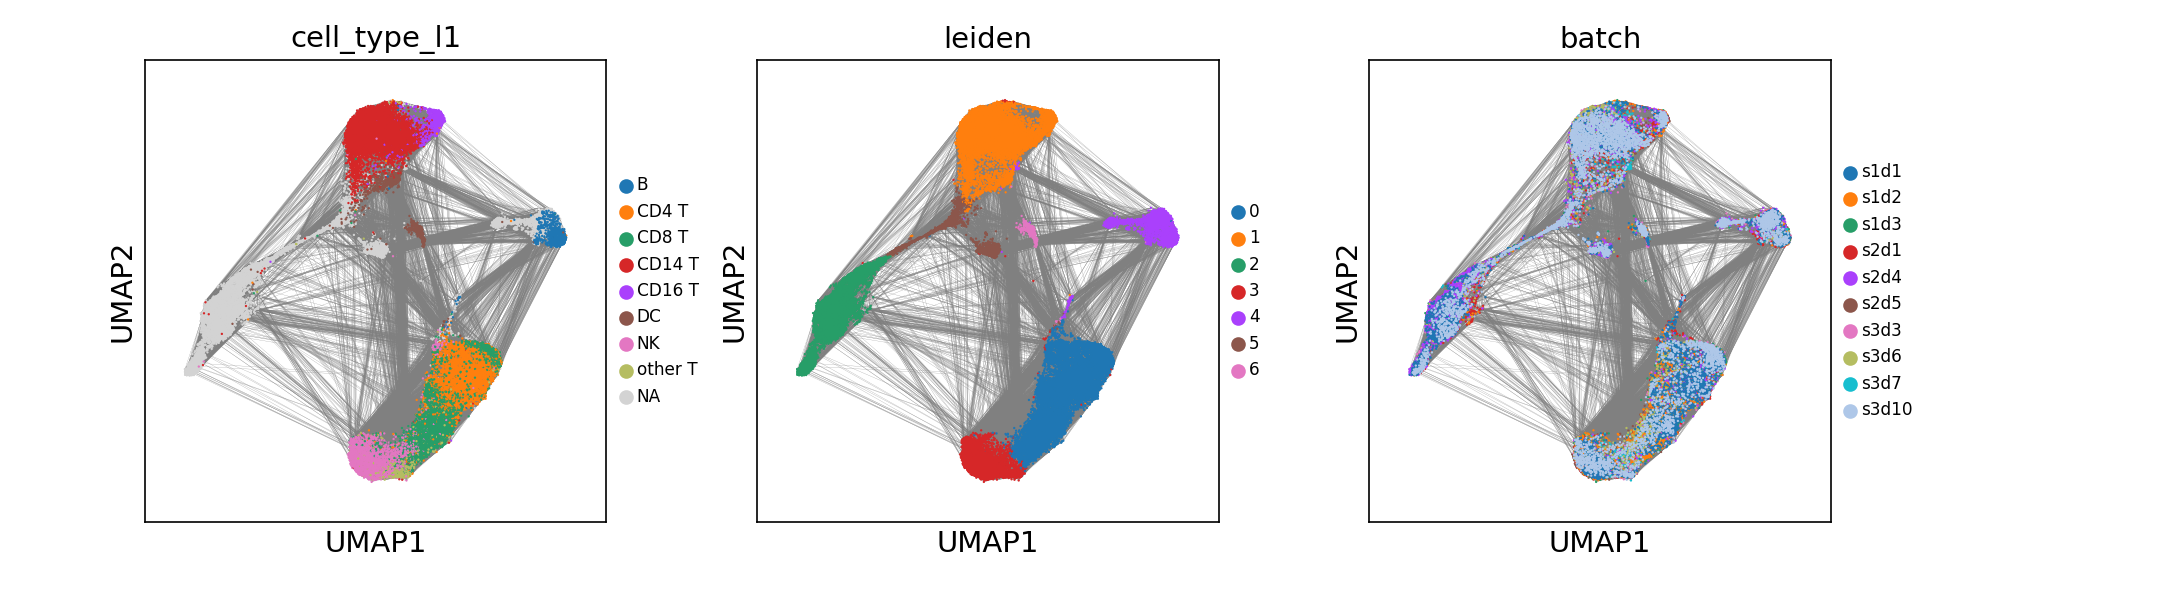 cell_type_l1
UMAP2
UMAP1
B
CD4 T
CD8 T
CD14 T
CD16 T
DC
NK
other T
NA
leiden
UMAP2
UMAP1
0
1
2
3
4
5
6
batch
UMAP2
UMAP1
s1d1
s1d2
s1d3
s2d1
s2d4
s2d5
s3d3
s3d6
s3d7
s3d10